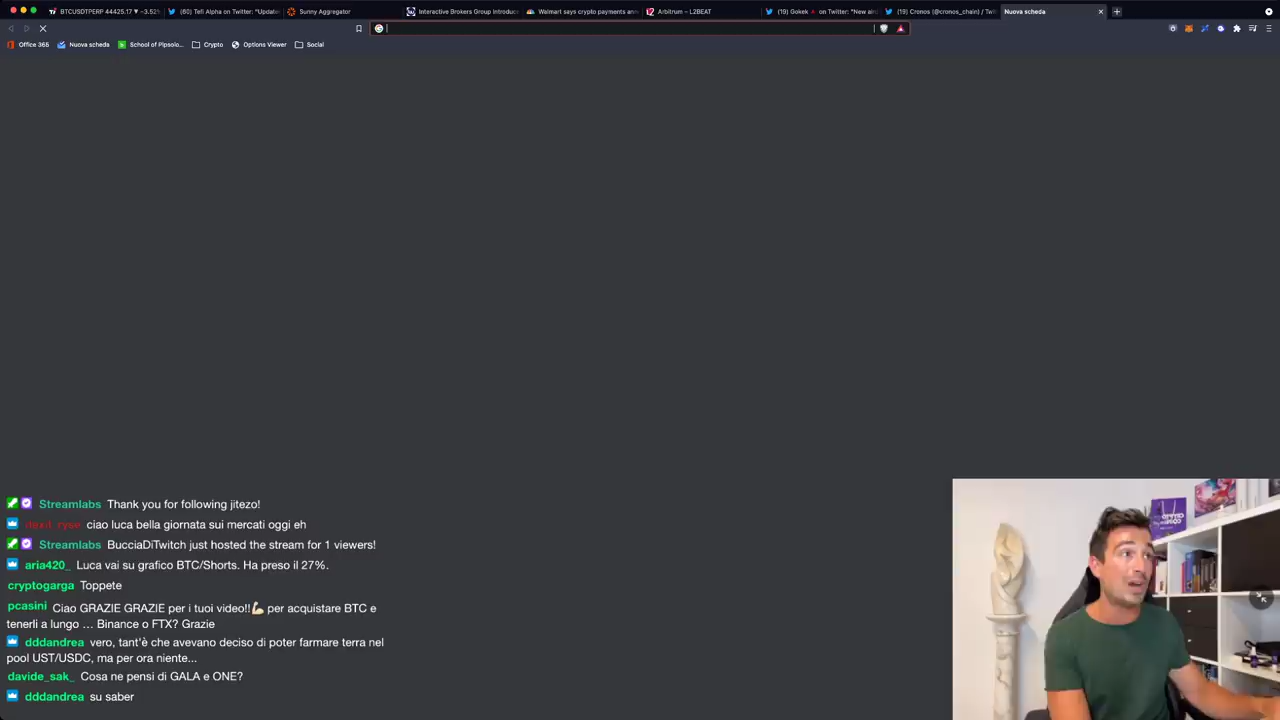 BTCUSDTPERP 44425.17 ▼ −3.52%
(60) Tefi Alpha on Twitter: "Update
Sunny Aggregator
Interactive Brokers Group Introduc
Walmart says crypto payments ann
Arbitrum – L2BEAT
(19) Gokek on Twitter: "New air
(19) Cronos (@cronos_chain) / Twi
Nuova scheda
Office 365
Nuova scheda
School of Pipsolo...
Crypto
Options Viewer
Social
Streamlabs Thank you for following jitezo!
ciao luca bella giornata sui mercati oggi eh
Streamlabs BucciaDiTwitch just hosted the stream for 1 viewers!
aria420_ Luca vai su grafico BTC/Shorts. Ha preso il 27%.
cryptogarga Toppete
pcasini Ciao GRAZIE GRAZIE per i tuoi video!!💪 per acquistare BTC e
tenerli a lungo ... Binance o FTX? Grazie
dddandrea vero, tant'è che avevano deciso di poter farmare terra nel
pool UST/USDC, ma per ora niente...
davide_sak_ Cosa ne pensi di GALA e ONE?
dddandrea su saber